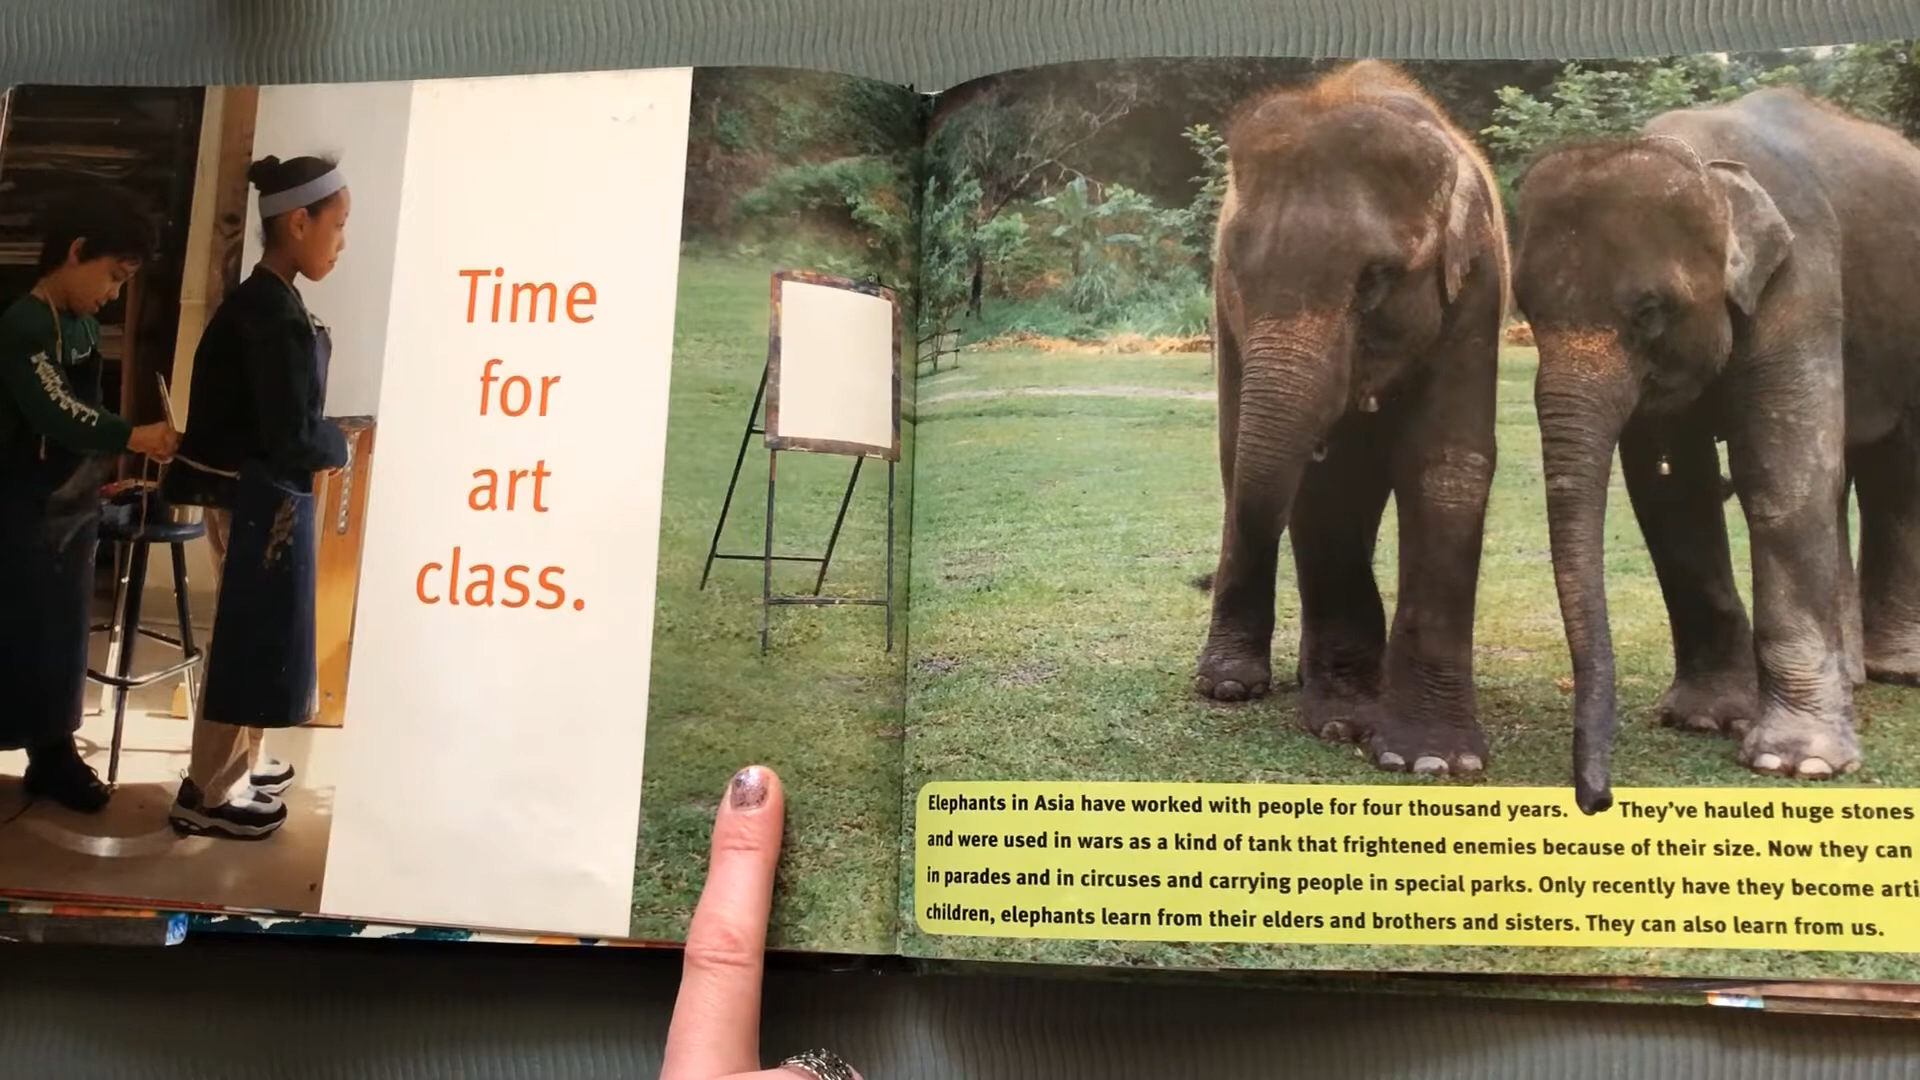 Time
for
art
class.
Elephants in Asia have worked with people for four thousand years. They've hauled huge stones
and were used in wars as a kind of tank that frightened enemies because of their size. Now they can
in parades and in circuses and carrying people in special parks. Only recently have they become arti
children, elephants learn from their elders and brothers and sisters. They can also learn from us.